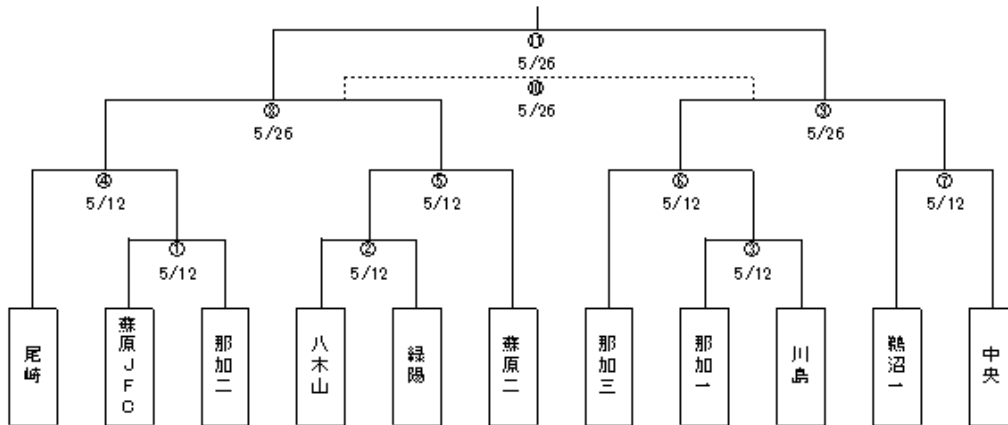 ⑪
5/26
⑩
5/26
⑧
5/26
⑨
5/26
④
5/12
⑤
5/12
⑥
5/12
⑦
5/12
①
5/12
②
5/12
③
5/12
尾崎
蘇原JFC
那加二
八木山
緑陽
蘇原二
那加三
那加一
川島
鵜沼一
中央